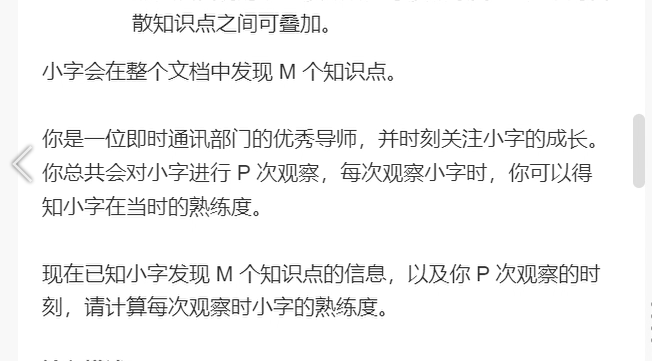 散知识点之间可叠加。
小字会在整个文档中发现 M 个知识点。
你是一位即时通讯部门的优秀导师，并时刻关注小字的成长。
你总共会对小字进行 P 次观察，每次观察小字时，你可以得
知小字在当时的熟练度。
现在已知小字发现 M 个知识点的信息，以及你 P 次观察的时
刻，请计算每次观察时小字的熟练度。